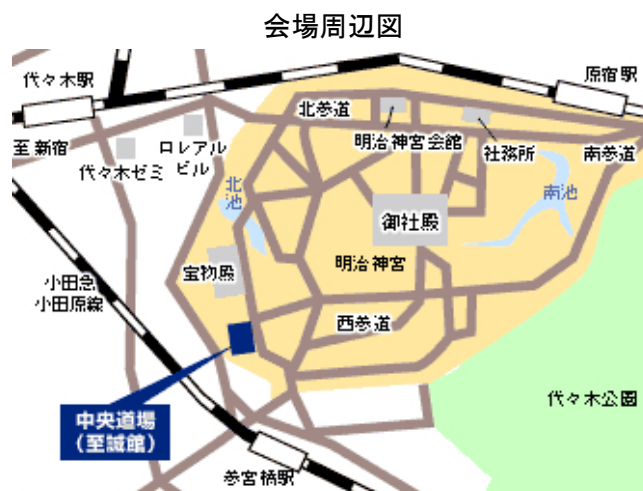 会場周辺図
代々木駅
原宿駅
北参道
至新宿
ロレアル
ビル
明治神宮会館
社務所
南参道
代々木ゼミ
北
池
南池
御社殿
宝物殿
明治神宮
小田急
小田原線
西参道
中央道場
(至誠館)
代々木公園
参宮橋駅